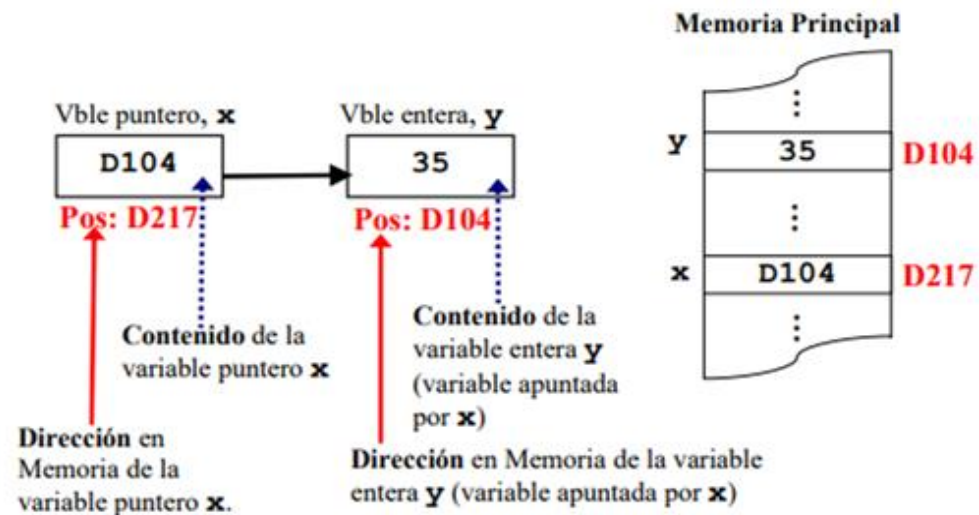 Memoria Principal
Vble puntero, x
Vble entera, y
D104
35
Pos: D217
Pos: D104
Contenido de la
variable puntero x
Contenido de la
variable entera y
(variable apuntada
por x)
Dirección en
Memoria de la
variable puntero x.
Dirección en Memoria de la variable
entera y (variable apuntada por x)
y 35 D104
x D104 D217